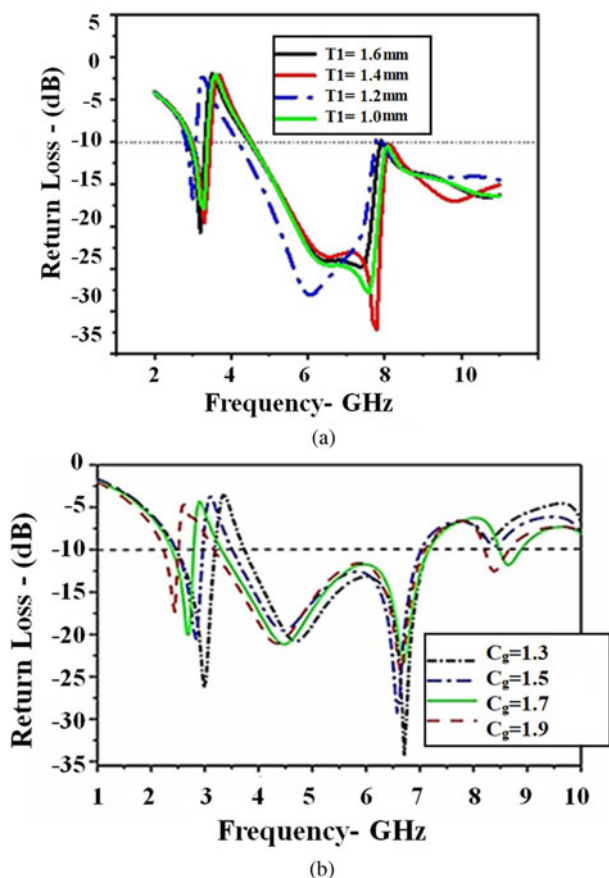 5
0
-5
-10
-15
-20
-25
-30
-35
Return Loss - (dB)
T1= 1.6mm
T1= 1.4mm
T1= 1.2mm
T1= 1.0mm
2 4 6 8 10
Frequency- GHz
(a)
0
-5
-10
-15
-20
-25
-30
-35
Return Loss - (dB)
Cg=1.3
Cg=1.5
Cg=1.7
Cg=1.9
1 2 3 4 5 6 7 8 9 10
Frequency- GHz
(b)